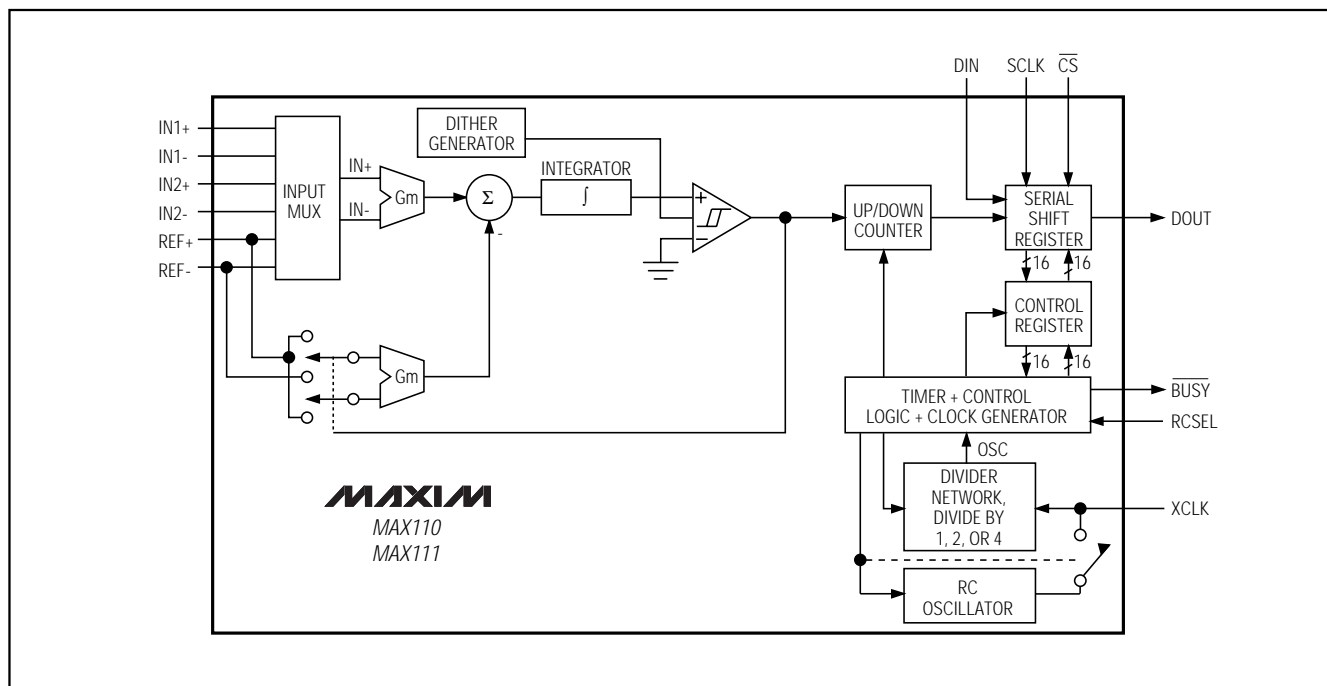 DIN
SCLK
CS
IN1+
IN1-
IN2+
IN2-
REF+
REF-
INPUT
MUX
IN+
IN-
Gm
DITHER
GENERATOR
Σ
-
INTEGRATOR
∫
+
−
UP/DOWN
COUNTER
SERIAL
SHIFT
REGISTER
DOUT
16
16
CONTROL
REGISTER
16
16
Gm
TIMER + CONTROL
LOGIC + CLOCK GENERATOR
BUSY
RCSEL
OSC
DIVIDER
NETWORK,
DIVIDE BY
1, 2, OR 4
XCLK
RC
OSCILLATOR
MAXIM
MAX110
MAX111